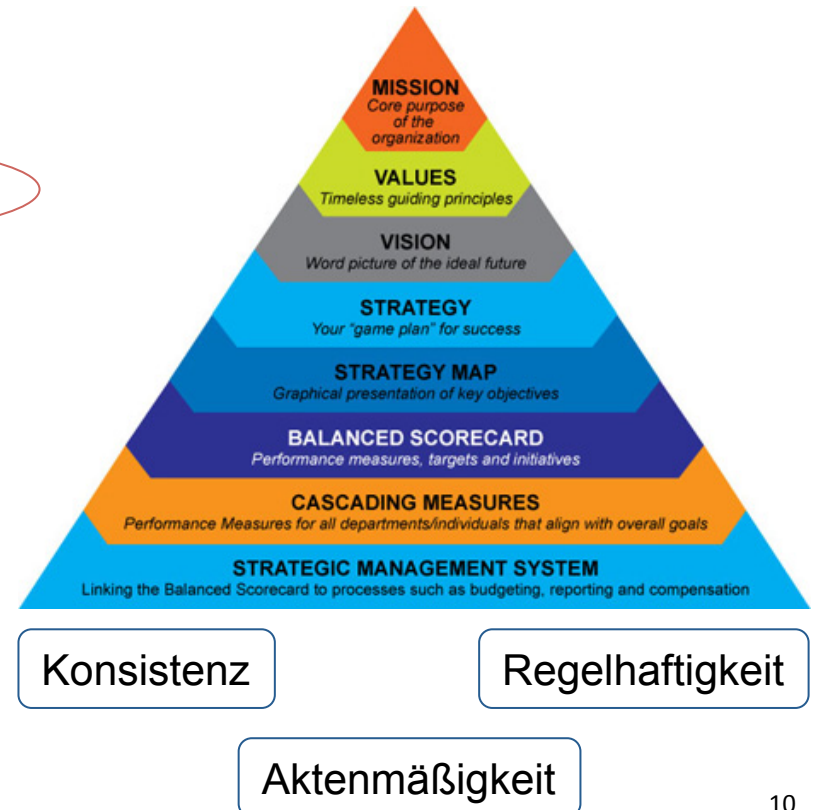 MISSION
Core purpose
of the
organization
VALUES
Timeless guiding principles
VISION
Word picture of the ideal future
STRATEGY
Your "game plan" for success
STRATEGY MAP
Graphical presentation of key objectives
BALANCED SCORECARD
Performance measures, targets and initiatives
CASCADING MEASURES
Performance Measures for all departments/individuals that align with overall goals
STRATEGIC MANAGEMENT SYSTEM
Linking the Balanced Scorecard to processes such as budgeting, reporting and compensation
Konsistenz
Regelhaftigkeit
Aktenmäßigkeit
10